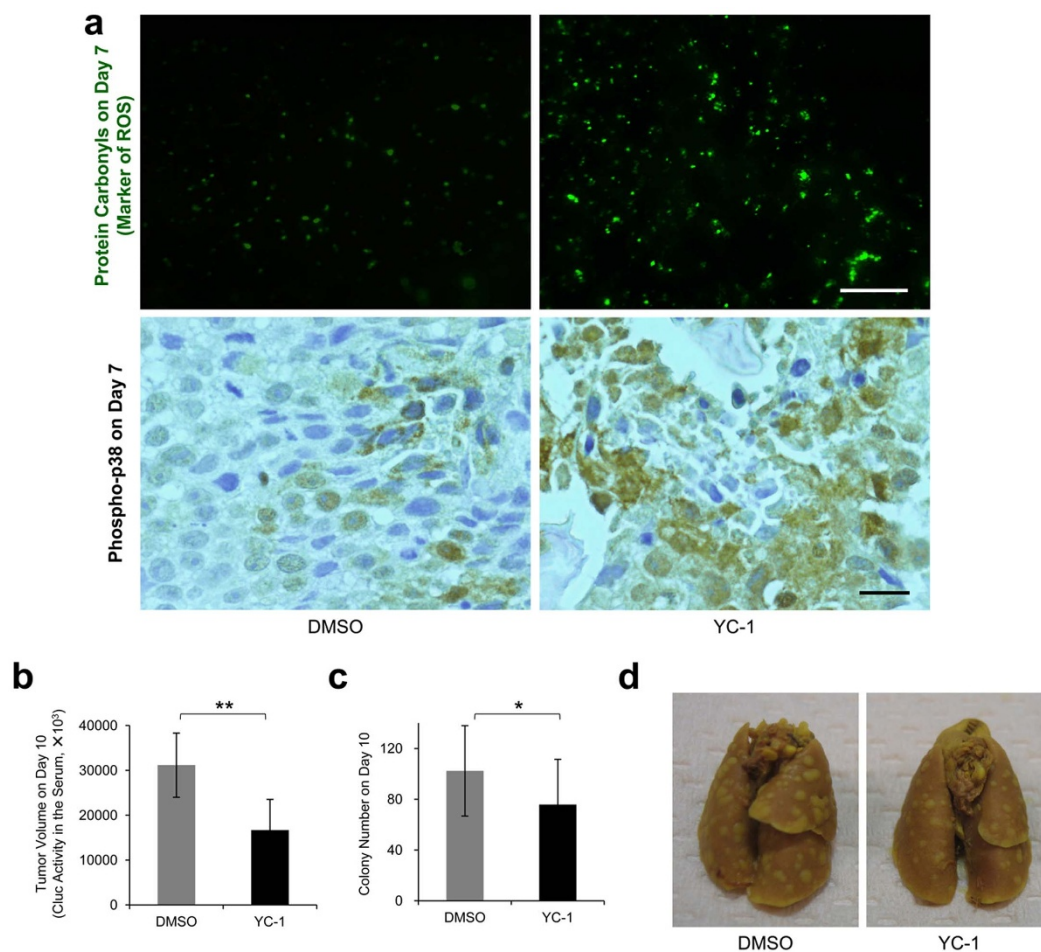 a
Protein Carbonyls on Day 7
(Marker of ROS)
Phospho-p38 on Day 7
DMSO
YC-1
b
Tumor Volume on Day 10
(Cluc Activity in the Serum, ×10³)
40000
30000
20000
10000
0
**
DMSO
YC-1
c
Colony Number on Day 10
120
80
40
0
*
DMSO
YC-1
d
DMSO
YC-1